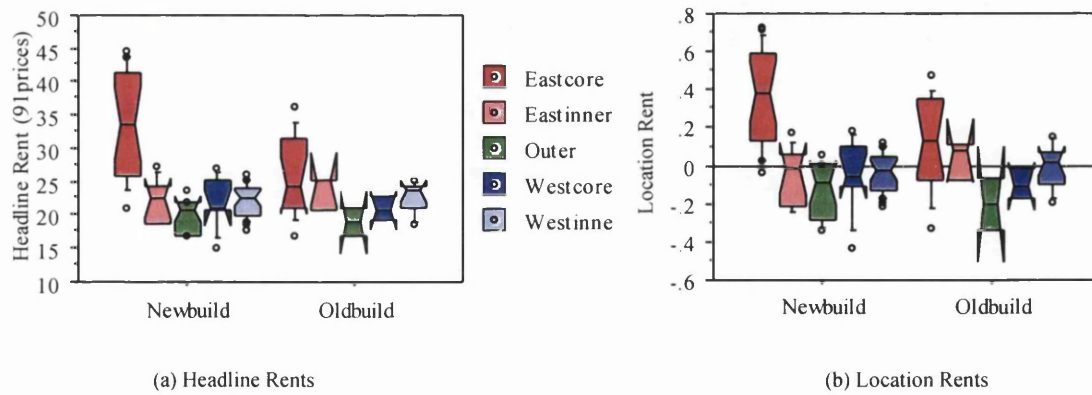 Headline Rent (91prices)
50
45
40
35
30
25
20
15
10
Newbuild
Oldbuild
Eastcore
Eastinner
Outer
Westcore
Westinne
Location Rent
.8
.6
.4
.2
0
-.2
-.4
-.6
Newbuild
Oldbuild
(a) Headline Rents
(b) Location Rents